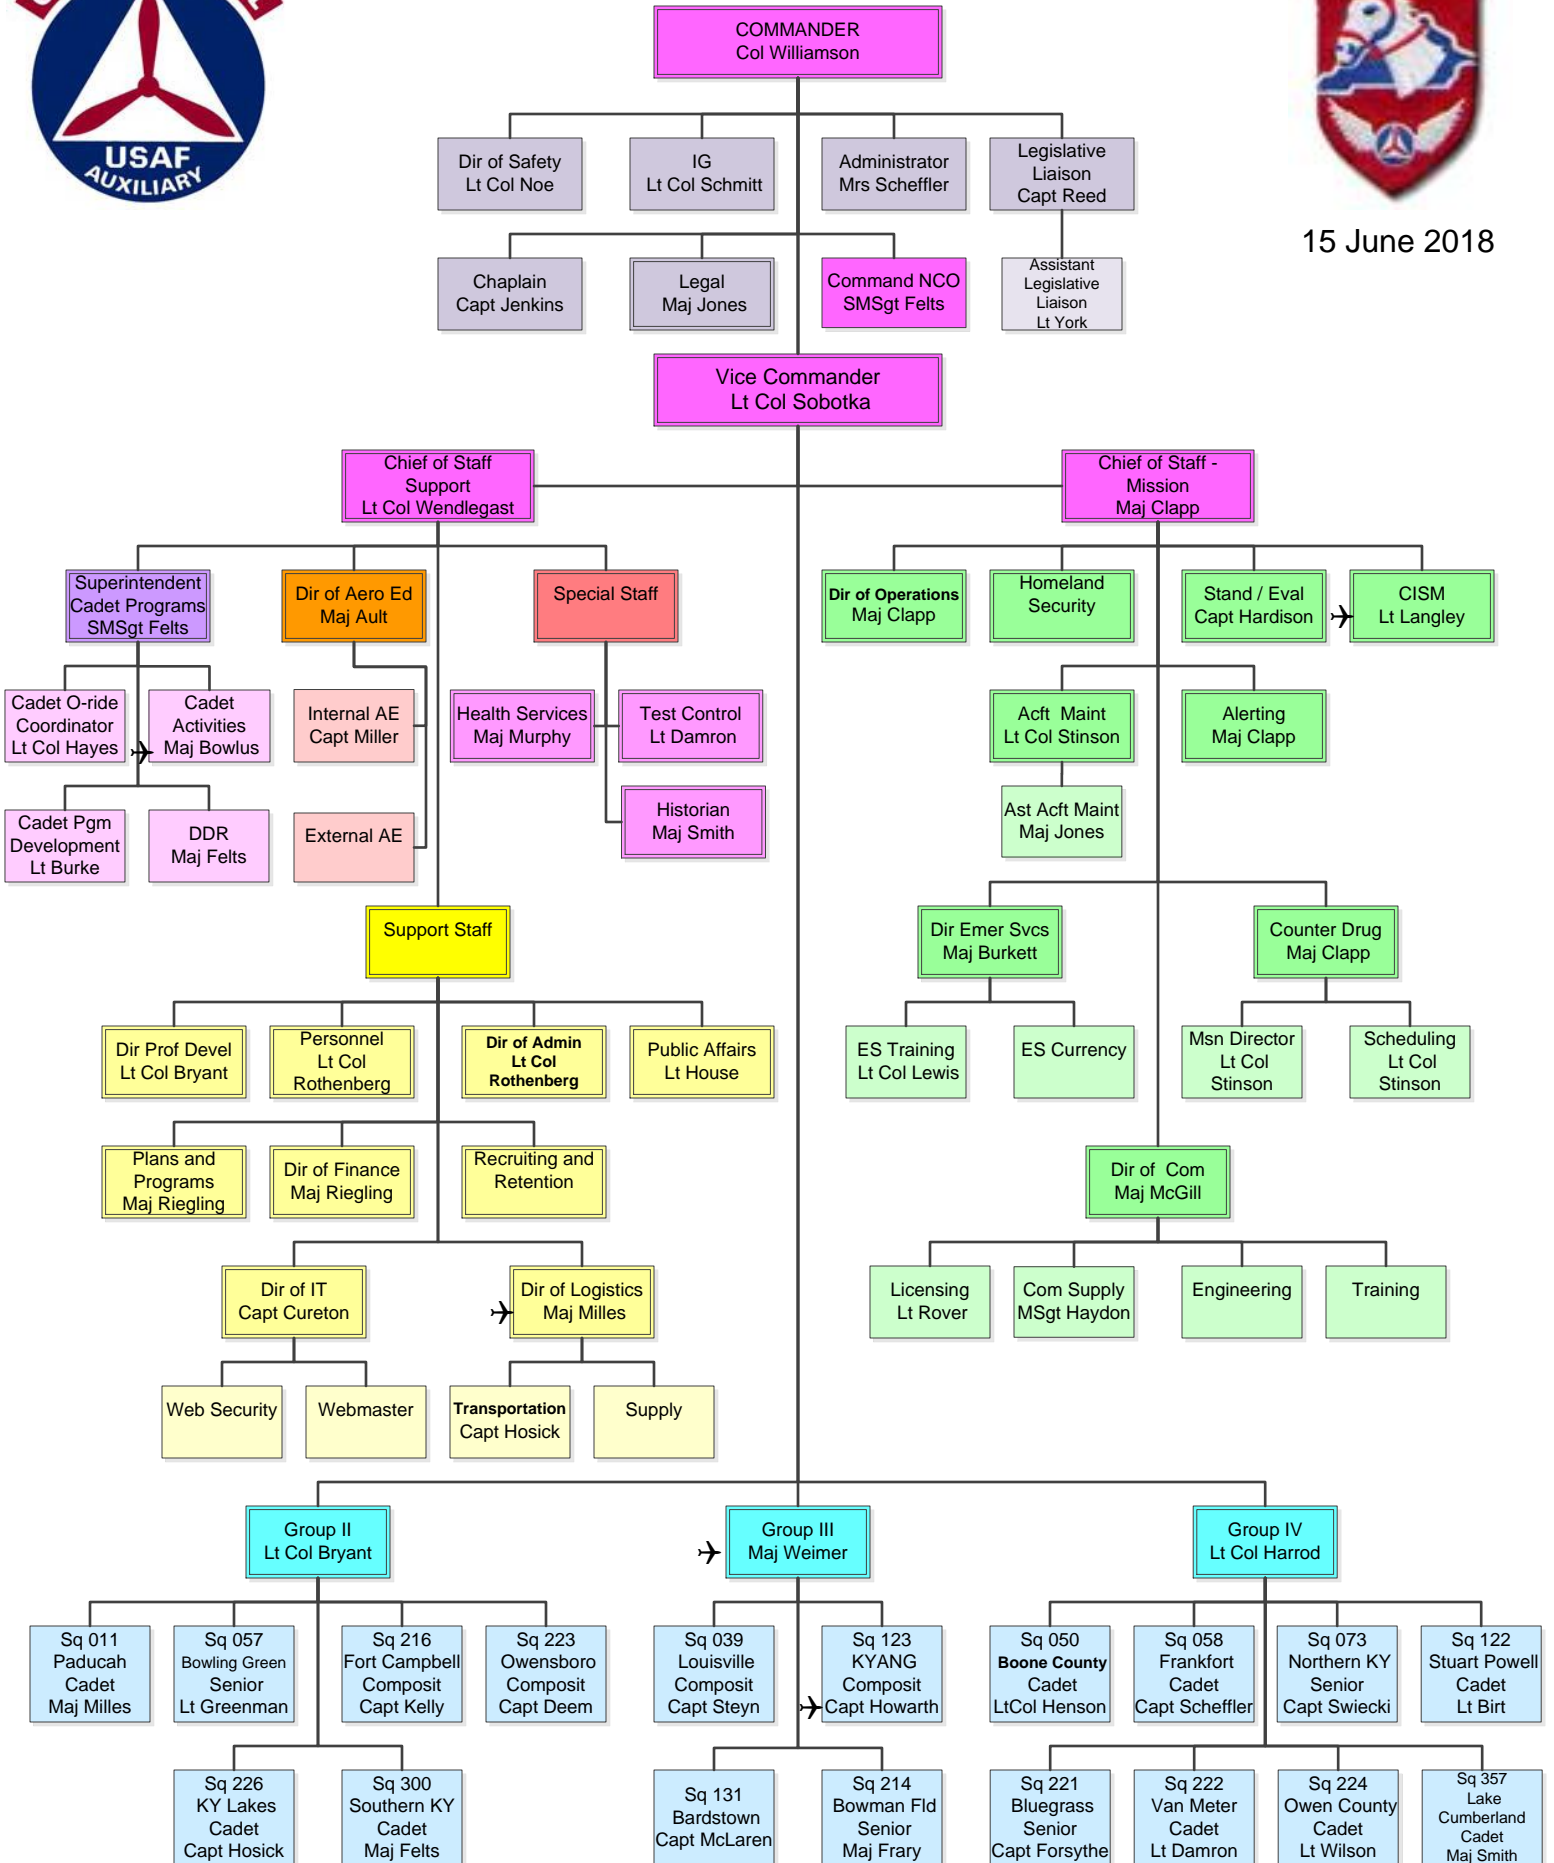 USAF
AUXILIARY
15 June 2018
COMMANDER
Col Williamson
Dir of Safety
Lt Col Noe
IG
Lt Col Schmitt
Administrator
Mrs Scheffler
Legislative
Liaison
Capt Reed
Chaplain
Capt Jenkins
Legal
Maj Jones
Command NCO
SMSgt Felts
Assistant
Legislative
Liaison
Lt York
Vice Commander
Lt Col Sobotka
Chief of Staff
Support
Lt Col Wendlegast
Chief of Staff -
Mission
Maj Clapp
Superintendent
Cadet Programs
SMSgt Felts
Dir of Aero Ed
Maj Ault
Special Staff
Dir of Operations
Maj Clapp
Homeland
Security
Stand / Eval
Capt Hardison
CISM
Lt Langley
Cadet O-ride
Coordinator
Lt Col Hayes
Cadet
Activities
Maj Bowlus
Internal AE
Capt Miller
Health Services
Maj Murphy
Test Control
Lt Damron
Acft  Maint
Lt Col Stinson
Alerting
Maj Clapp
Cadet Pgm
Development
Lt Burke
DDR
Maj Felts
External AE
Historian
Maj Smith
Ast Acft Maint
Maj Jones
Support Staff
Dir Emer Svcs
Maj Burkett
Counter Drug
Maj Clapp
Dir Prof Devel
Lt Col Bryant
Personnel
Lt Col
Rothenberg
Dir of Admin
Lt Col
Rothenberg
Public Affairs
Lt House
ES Training
Lt Col Lewis
ES Currency
Msn Director
Lt Col
Stinson
Scheduling
Lt Col
Stinson
Plans and
Programs
Maj Riegling
Dir of Finance
Maj Riegling
Recruiting and
Retention
Dir of  Com
Maj McGill
Dir of IT
Capt Cureton
Dir of Logistics
Maj Milles
Licensing
Lt Rover
Com Supply
MSgt Haydon
Engineering
Training
Web Security
Webmaster
Transportation
Capt Hosick
Supply
Group II
Lt Col Bryant
Group III
Maj Weimer
Group IV
Lt Col Harrod
Sq 011
Paducah
Cadet
Maj Milles
Sq 057
Bowling Green
Senior
Lt Greenman
Sq 216
Fort Campbell
Composit
Capt Kelly
Sq 223
Owensboro
Composit
Capt Deem
Sq 039
Louisville
Composit
Capt Steyn
Sq 123
KYANG
Composit
Capt Howarth
Sq 050
Boone County
Cadet
LtCol Henson
Sq 058
Frankfort
Cadet
Capt Scheffler
Sq 073
Northern KY
Senior
Capt Swiecki
Sq 122
Stuart Powell
Cadet
Lt Birt
Sq 226
KY Lakes
Cadet
Capt Hosick
Sq 300
Southern KY
Cadet
Maj Felts
Sq 131
Bardstown
Capt McLaren
Sq 214
Bowman Fld
Senior
Maj Frary
Sq 221
Bluegrass
Senior
Capt Forsythe
Sq 222
Van Meter
Cadet
Lt Damron
Sq 224
Owen County
Cadet
Lt Wilson
Sq 357
Lake
Cumberland
Cadet
Maj Smith